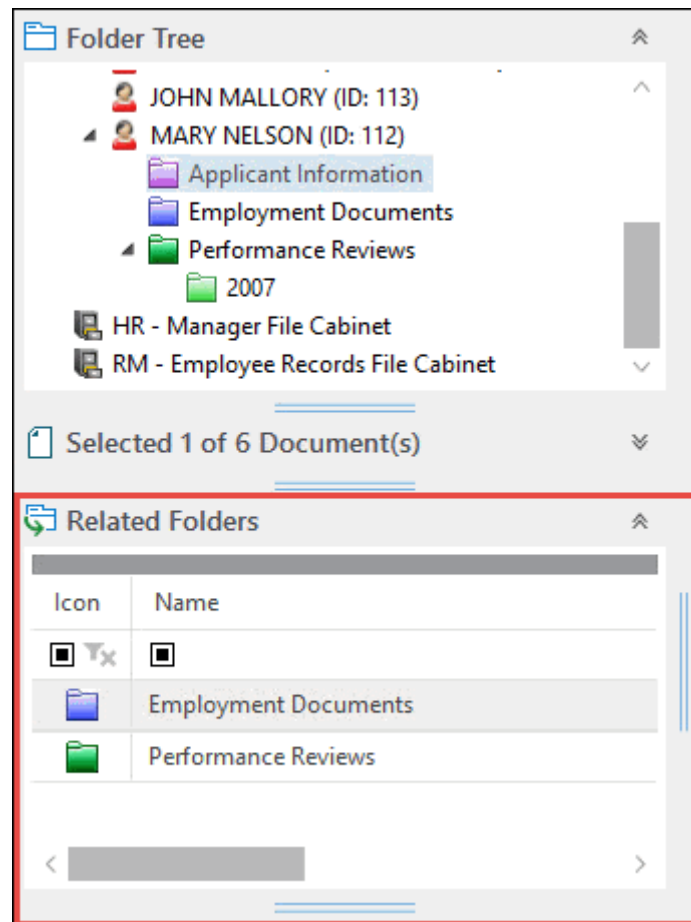 Folder Tree
JOHN MALLORY (ID: 113)
MARY NELSON (ID: 112)
Applicant Information
Employment Documents
Performance Reviews
2007
HR - Manager File Cabinet
RM - Employee Records File Cabinet
Selected 1 of 6 Document(s)
Related Folders
Icon Name
Employment Documents
Performance Reviews